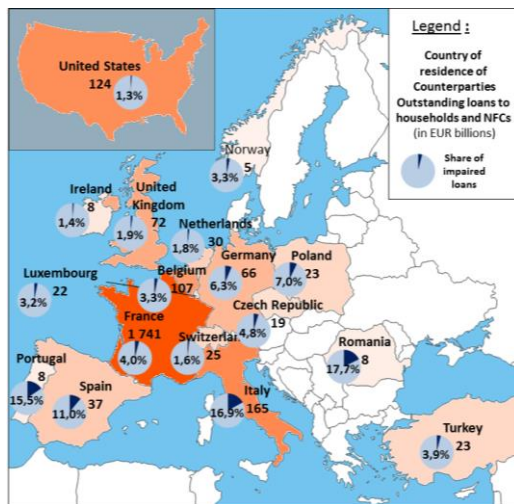 United States
124
1,3%
Legend :
Country of
residence of
Counterparties
Outstanding loans to
households and NFCs
(in EUR billions)
Share of
impaired
loans
Norway
5
3,3%
Ireland
8
1,4%
United
Kingdom
72
1,9%
Netherlands
30
1,8%
Germany
66
6,3%
Poland
23
7,0%
Luxembourg
22
3,2%
Belgium
107
3,3%
Czech Republic
19
4,8%
France
1 741
4,0%
Switzerlan
25
1,6%
Romania
8
17,7%
Portugal
8
15,5%
Spain
37
11,0%
Italy
165
16,9%
Turkey
23
3,9%